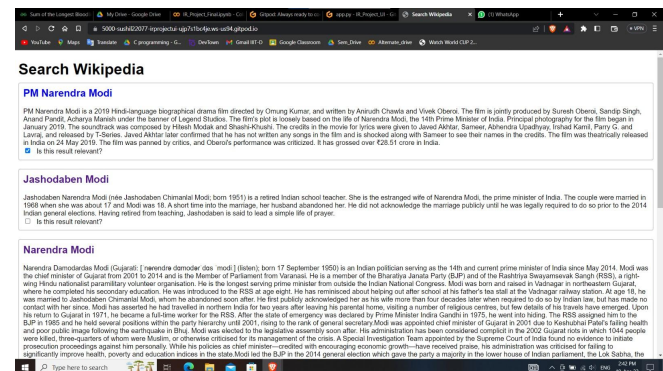 Sum of the Longest Blood
My Drive - Google Drive
IR_Project_Final.ipynb - Col
Gitpod: Always ready to co
app.py - IR_Project_UI - Gi
Search Wikipedia
(1) WhatsApp
5000-sushil22077-irprojectui-ujp7s1bc4je.ws-us94.gitpod.io
VPN
YouTube Maps Translate C programming - G... DevTown Gmail IIIT-D Google Classroom Sem_Drive Alternate_drive Watch World CUP 2...
Search Wikipedia
PM Narendra Modi
PM Narendra Modi is a 2019 Hindi-language biographical drama film directed by Omung Kumar, and written by Anirudh Chawla and Vivek Oberoi. The film is jointly produced by Suresh Oberoi, Sandip Singh,
Anand Pandit, Acharya Manish under the banner of Legend Studios. The film's plot is loosely based on the life of Narendra Modi, the 14th Prime Minister of India. Principal photography for the film began in
January 2019. The soundtrack was composed by Hitesh Modak and Shashi-Khushi. The credits in the movie for lyrics were given to Javed Akhtar, Sameer, Abhendra Upadhyay, Irshad Kamil, Parry G. and
Lavraj, and released by T-Series. Javed Akhtar later confirmed that he has not written any songs in the film and is shocked along with Sameer to see their names in the credits. The film was theatrically released
in India on 24 May 2019. The film was panned by critics, and Oberoi's performance was criticized. It has grossed over ₹28.51 crore in India.
Is this result relevant?
Jashodaben Modi
Jashodaben Narendra Modi (née Jashodaben Chimanlal Modi; born 1951) is a retired Indian school teacher. She is the estranged wife of Narendra Modi, the prime minister of India. The couple were married in
1968 when she was about 17 and Modi was 18. A short time into the marriage, her husband abandoned her. He did not acknowledge the marriage publicly until he was legally required to do so prior to the 2014
Indian general elections. Having retired from teaching, Jashodaben is said to lead a simple life of prayer.
Is this result relevant?
Narendra Modi
Narendra Damodardas Modi (Gujarati: (listen); born 17 September 1950) is an Indian politician serving as the 14th and current prime minister of India since May 2014. Modi was
the chief minister of Gujarat from 2001 to 2014 and is the Member of Parliament from Varanasi. He is a member of the Bharatiya Janata Party (BJP) and of the Rashtriya Swayamsevak Sangh (RSS), a right-
wing Hindu nationalist paramilitary volunteer organisation. He is the longest serving prime minister from outside the Indian National Congress. Modi was born and raised in Vadnagar in northeastern Gujarat,
where he completed his secondary education. He was introduced to the RSS at age eight. He has reminisced about helping out after school at his father's tea stall at the Vadnagar railway station. At age 18, he
was married to Jashodaben Chimanlal Modi, whom he abandoned soon after. He first publicly acknowledged her as his wife more than four decades later when required to do so by Indian law, but has made no
contact with her since. Modi has asserted he had travelled in northern India for two years after leaving his parental home, visiting a number of religious centres, but few details of his travels have emerged. Upon
his return to Gujarat in 1971, he became a full-time worker for the RSS. After the state of emergency was declared by Prime Minister Indira Gandhi in 1975, he went into hiding. The RSS assigned him to the
BJP in 1985 and he held several positions within the party hierarchy until 2001, rising to the rank of general secretary.Modi was appointed chief minister of Gujarat in 2001 due to Keshubhai Patel's failing health
and poor public image following the earthquake in Bhuj. Modi was elected to the legislative assembly soon after. His administration has been considered complicit in the 2002 Gujarat riots in which 1044 people
were killed, three-quarters of whom were Muslim, or otherwise criticised for its management of the crisis. A Special Investigation Team appointed by the Supreme Court of India found no evidence to initiate
prosecution proceedings against him personally. While his policies as chief minister—credited with encouraging economic growth—have received praise, his administration was criticised for failing to
significantly improve health, poverty and education indices in the state.Modi led the BJP in the 2014 general election which gave the party a majority in the lower house of Indian parliament, the Lok Sabha, the
Type here to search
ENG
2:42 PM